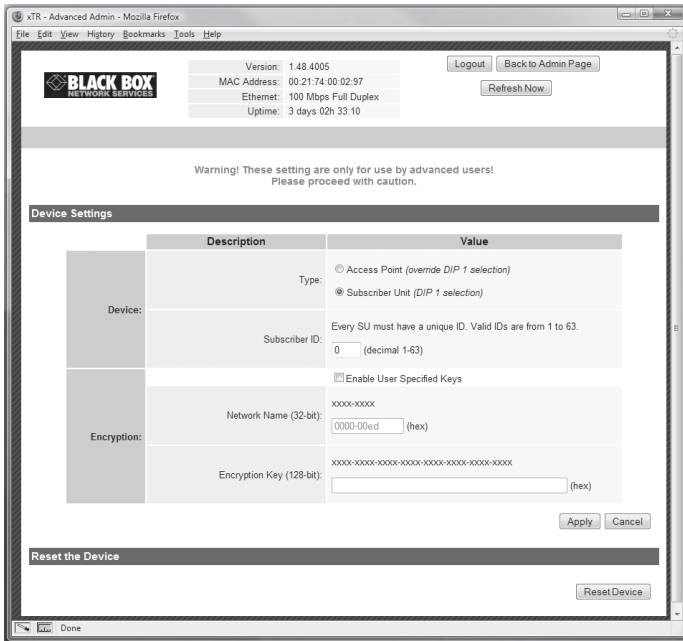 xTR - Advanced Admin - Mozilla Firefox
File Edit View History Bookmarks Tools Help
BLACK BOX
NETWORK SERVICES
Version: 1.48.4005
MAC Address: 00:21:74:00:02:97
Ethernet: 100 Mbps Full Duplex
Uptime: 3 days 02h 33:10
Logout Back to Admin Page
Refresh Now
Warning! These setting are only for use by advanced users!
Please proceed with caution.
Device Settings
Description Value
Device:
Type:
Access Point (override DIP 1 selection)
Subscriber Unit (DIP 1 selection)
Subscriber ID:
Every SU must have a unique ID. Valid IDs are from 1 to 63.
0 (decimal 1-63)
Encryption:
Enable User Specified Keys
Network Name (32-bit):
xxxx-xxxx
0000-00ed (hex)
Encryption Key (128-bit):
xxxx-xxxx-xxxx-xxxx-xxxx-xxxx-xxxx-xxxx
(hex)
Apply Cancel
Reset the Device
Reset Device
Done